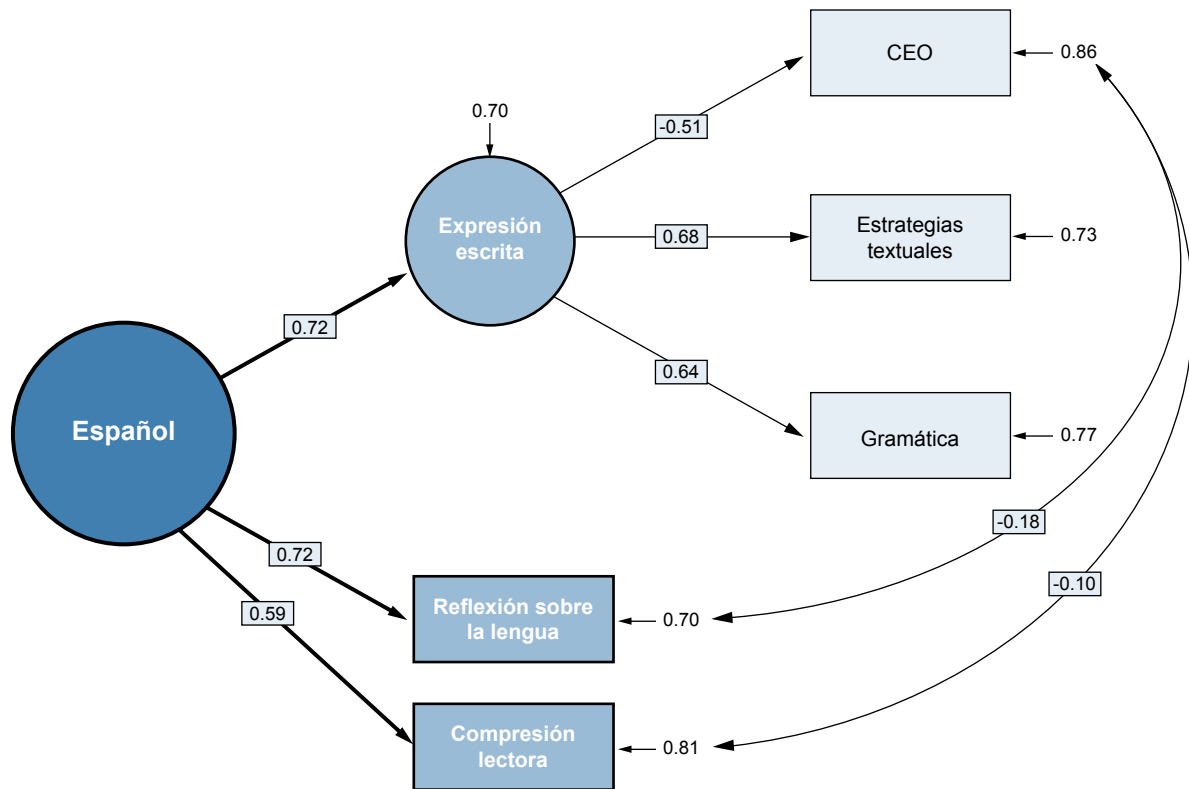 CEO
0.86
0.70
-0.51
Expresión
escrita
0.68
Estrategias
textuales
0.73
0.72
0.64
Español
Gramática
0.77
-0.18
0.72
-0.10
0.59
Reflexión sobre
la lengua
0.70
Compresión
lectora
0.81